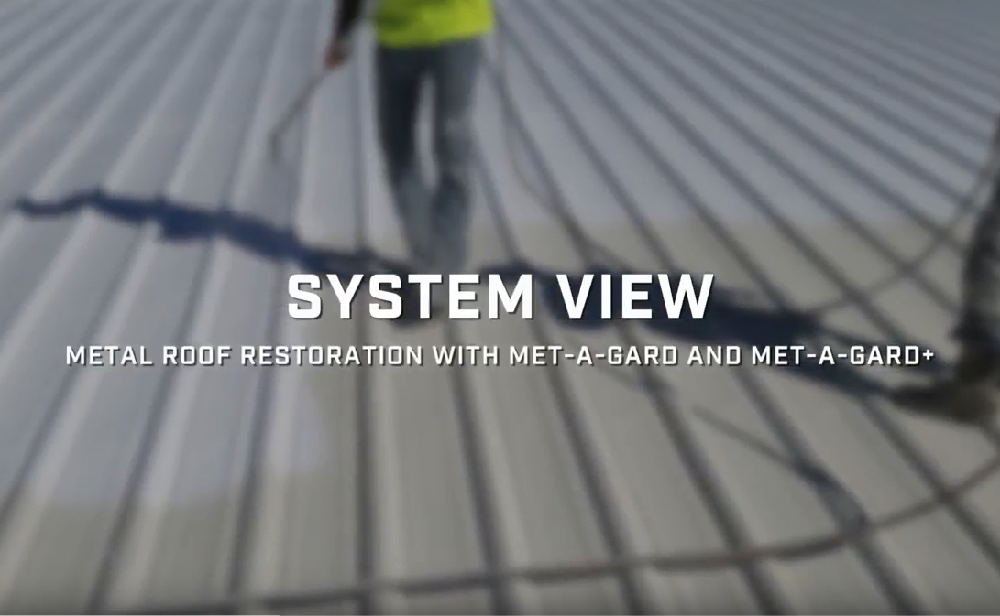 SYSTEM VIEW
METAL ROOF RESTORATION WITH MET-A-GARD AND MET-A-GARD+